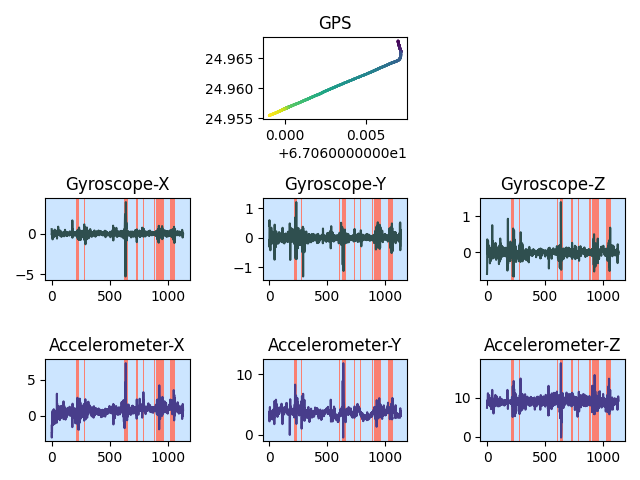 GPS
24.965
24.960
24.955
0.000 0.005
+6.7060000000e1
Gyroscope-X Gyroscope-Y Gyroscope-Z
0
−5
0 500 1000
1
0
−1
0 500 1000
1
0
0 500 1000
Accelerometer-X Accelerometer-Y Accelerometer-Z
5
0
0 500 1000
10
0
0 500 1000
10
0
0 500 1000